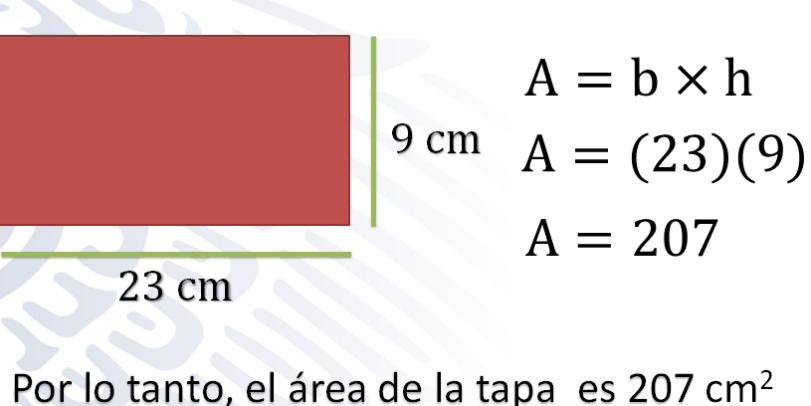 A = b × h
9 cm
A = (23)(9)
A = 207
23 cm
Por lo tanto, el área de la tapa es 207 cm²